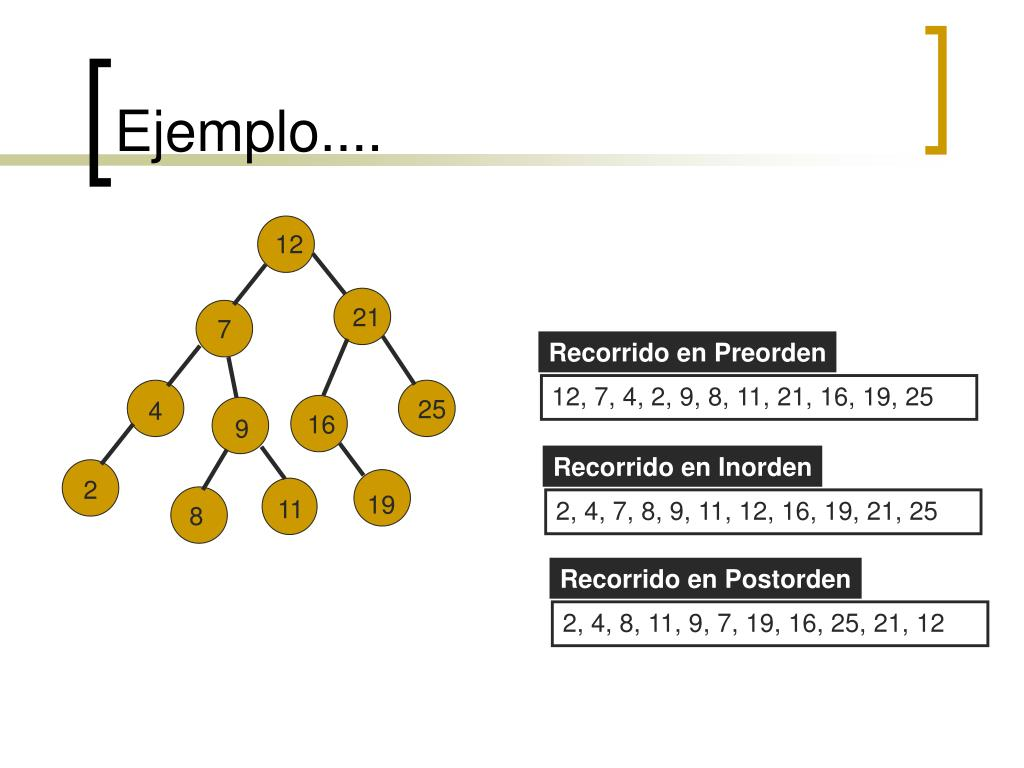 Ejemplo....
12
7
21
4
9
16
25
2
8
11
19
Recorrido en Preorden
12, 7, 4, 2, 9, 8, 11, 21, 16, 19, 25
Recorrido en Inorden
2, 4, 7, 8, 9, 11, 12, 16, 19, 21, 25
Recorrido en Postorden
2, 4, 8, 11, 9, 7, 19, 16, 25, 21, 12